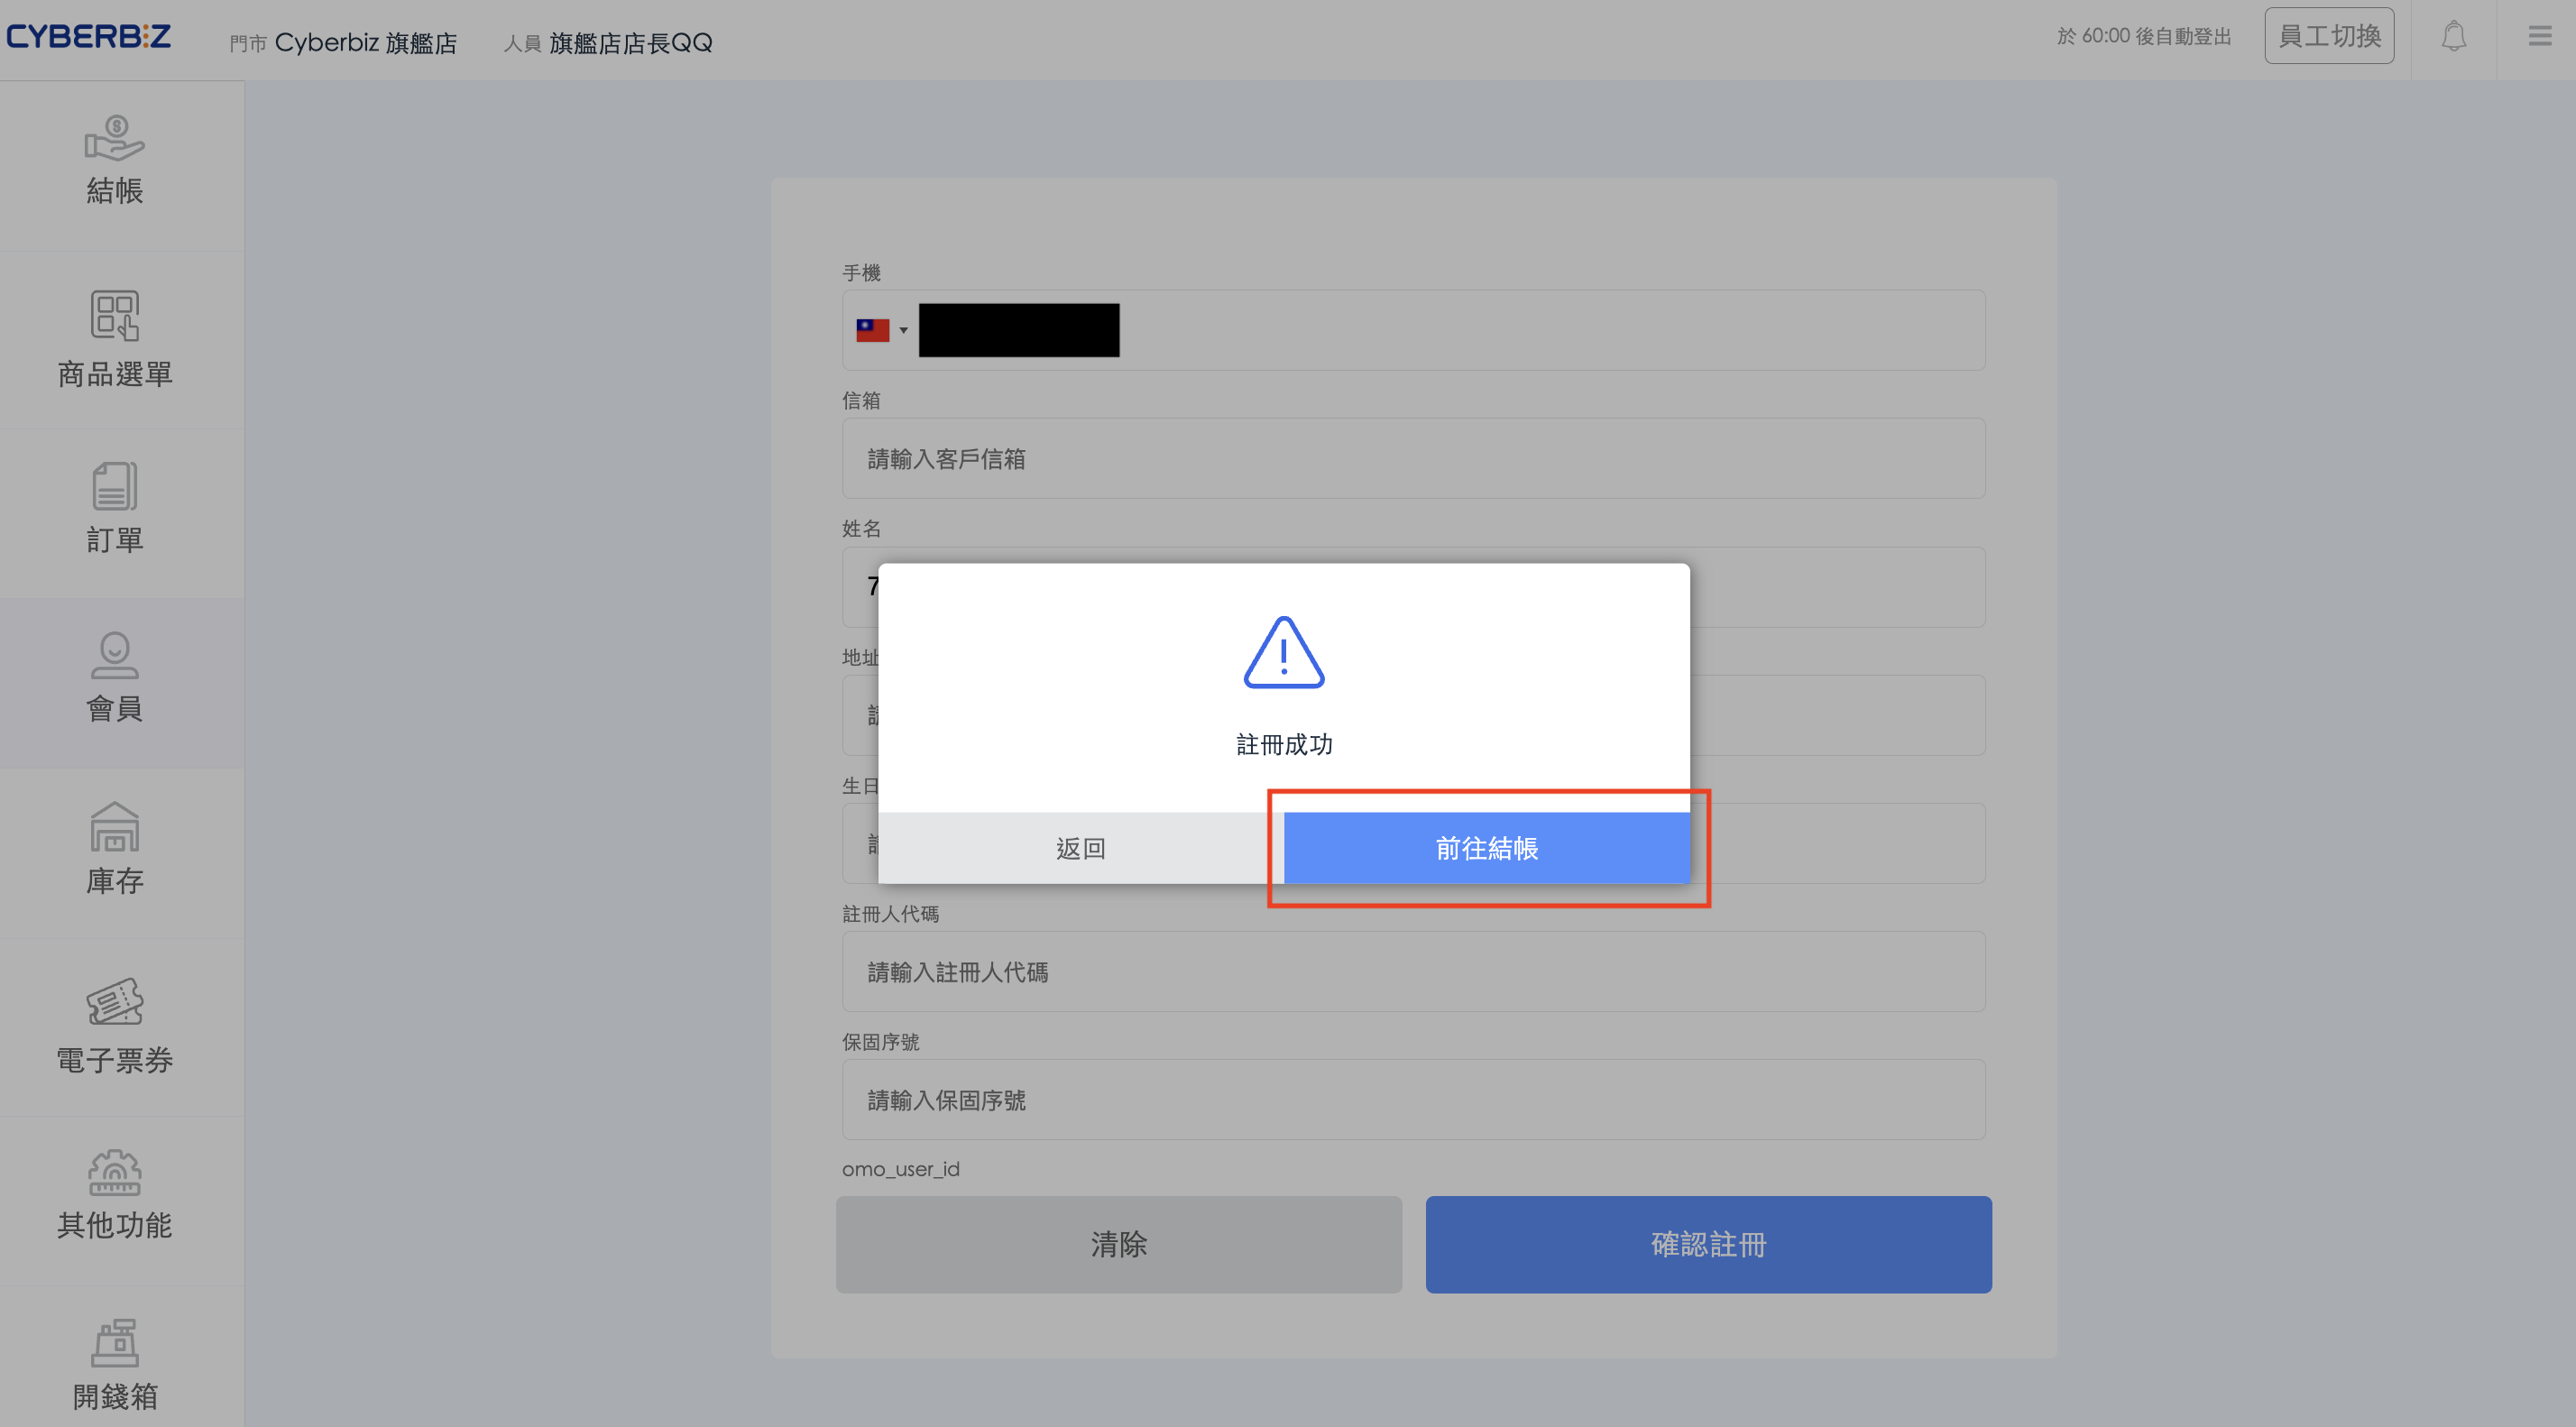 CYBERBIZ
門市 Cyberbiz 旗艦店
人員 旗艦店店長QQ
於 60:00 後自動登出
員工切換
結帳
商品選單
訂單
會員
庫存
電子票券
其他功能
開錢箱
手機
信箱
請輸入客戶信箱
姓名
7
地址
生日
註冊成功
返回
前往結帳
註冊人代碼
請輸入註冊人代碼
保固序號
請輸入保固序號
omo_user_id
清除
確認註冊